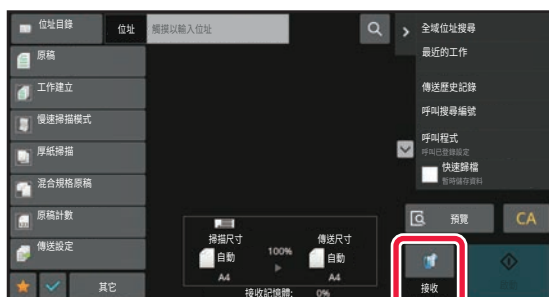 位址目錄
位址
觸摸以輸入位址
原稿
工作建立
慢速掃描模式
厚紙掃描
混合規格原稿
原稿計數
傳送設定
其它
掃描尺寸
自動
A4
100%
傳送尺寸
自動
A4
接收記憶體: 0%
全域位址搜尋
最近的工作
傳送歷史記錄
呼叫搜尋編號
呼叫程式
呼叫已登錄設定
快速歸檔
暫時儲存資料
預覽
CA
接收